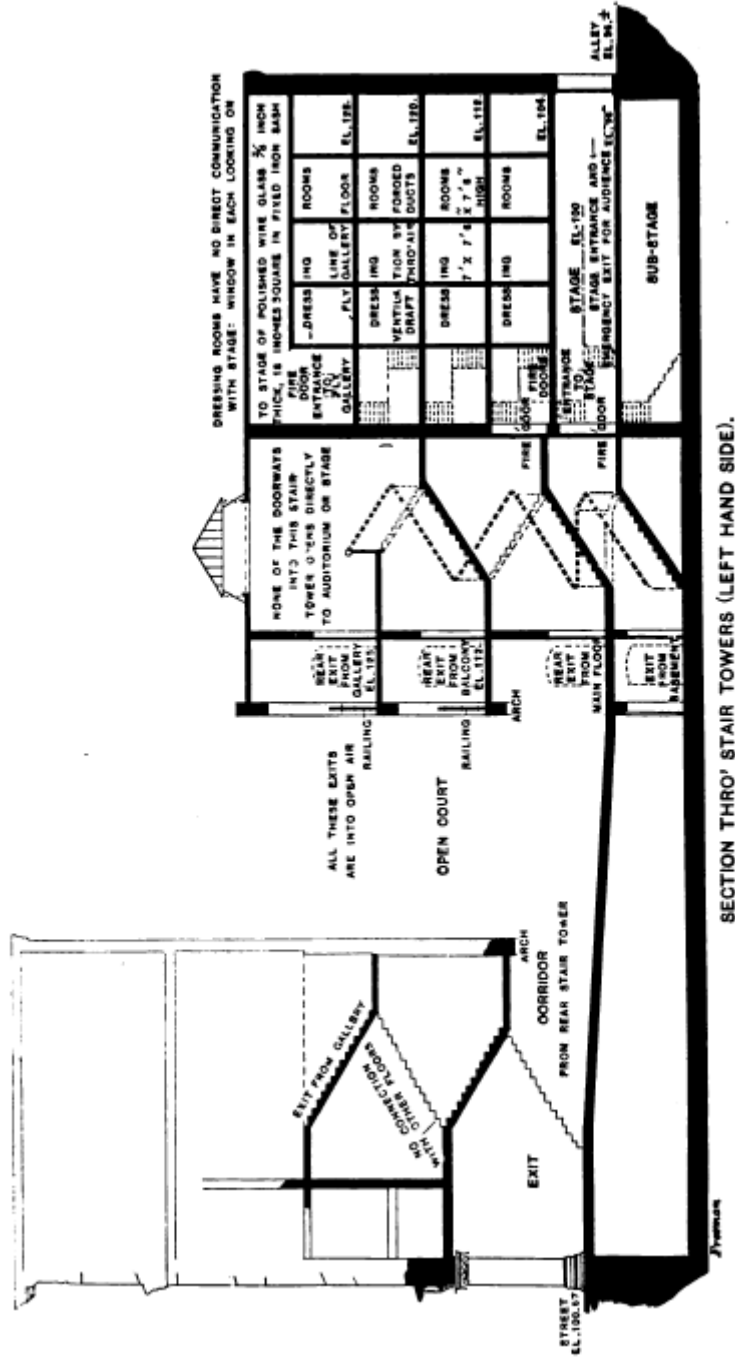 DRESSING ROOMS HAVE NO DIRECT COMMUNICATION
WITH STAGE: WINDOW IN EACH LOOKING ON
TO STAGE OF POLISHED WIRE GLASS
THICK, 18 INCHES SQUARE IN FIXED IRON SASH
FIRE
DOOR
ENTRANCE
TO
FLY
GALLERY
DRESS
ING
ROOMS
FLY
LINE OF
GALLERY
FLOOR
EL. 128.
DRESS
ING
ROOMS
VENTILA
TION BY
FORCED
DRAFT
THRO' AIR
DUCTS
EL. 120.
DRESS
ING
ROOMS
7' X 7'6"
X 7'6"
HIGH
EL. 112.
DRESS
ING
ROOMS
EL. 104.
FIRE
DOORS
FIRE DOOR
ENTRANCE
TO
STAGE
STAGE EL-100
STAGE ENTRANCE AND
EMERGENCY EXIT FOR AUDIENCE
FIRE DOOR
SUB-STAGE
ALLEY
NONE OF THE DOORWAYS
INTO THIS STAIR
TOWER OPENS DIRECTLY
TO AUDITORIUM OR STAGE
REAR
EXIT
FROM
GALLERY
EL. 123.
REAR
EXIT
FROM
BALCONY
EL. 112.
REAR
EXIT
FROM
MAIN FLOOR
EXIT
FROM
BASEMENT
ALL THESE EXITS
ARE INTO OPEN AIR
RAILING
RAILING
ARCH
OPEN COURT
ARCH
CORRIDOR
FROM REAR STAIR TOWER
EXIT FROM GALLERY
NO CONNECTION
WITH OTHER FLOORS
EXIT
STREET
EL. 100.67
Freeman
SECTION THRO' STAIR TOWERS (LEFT HAND SIDE).